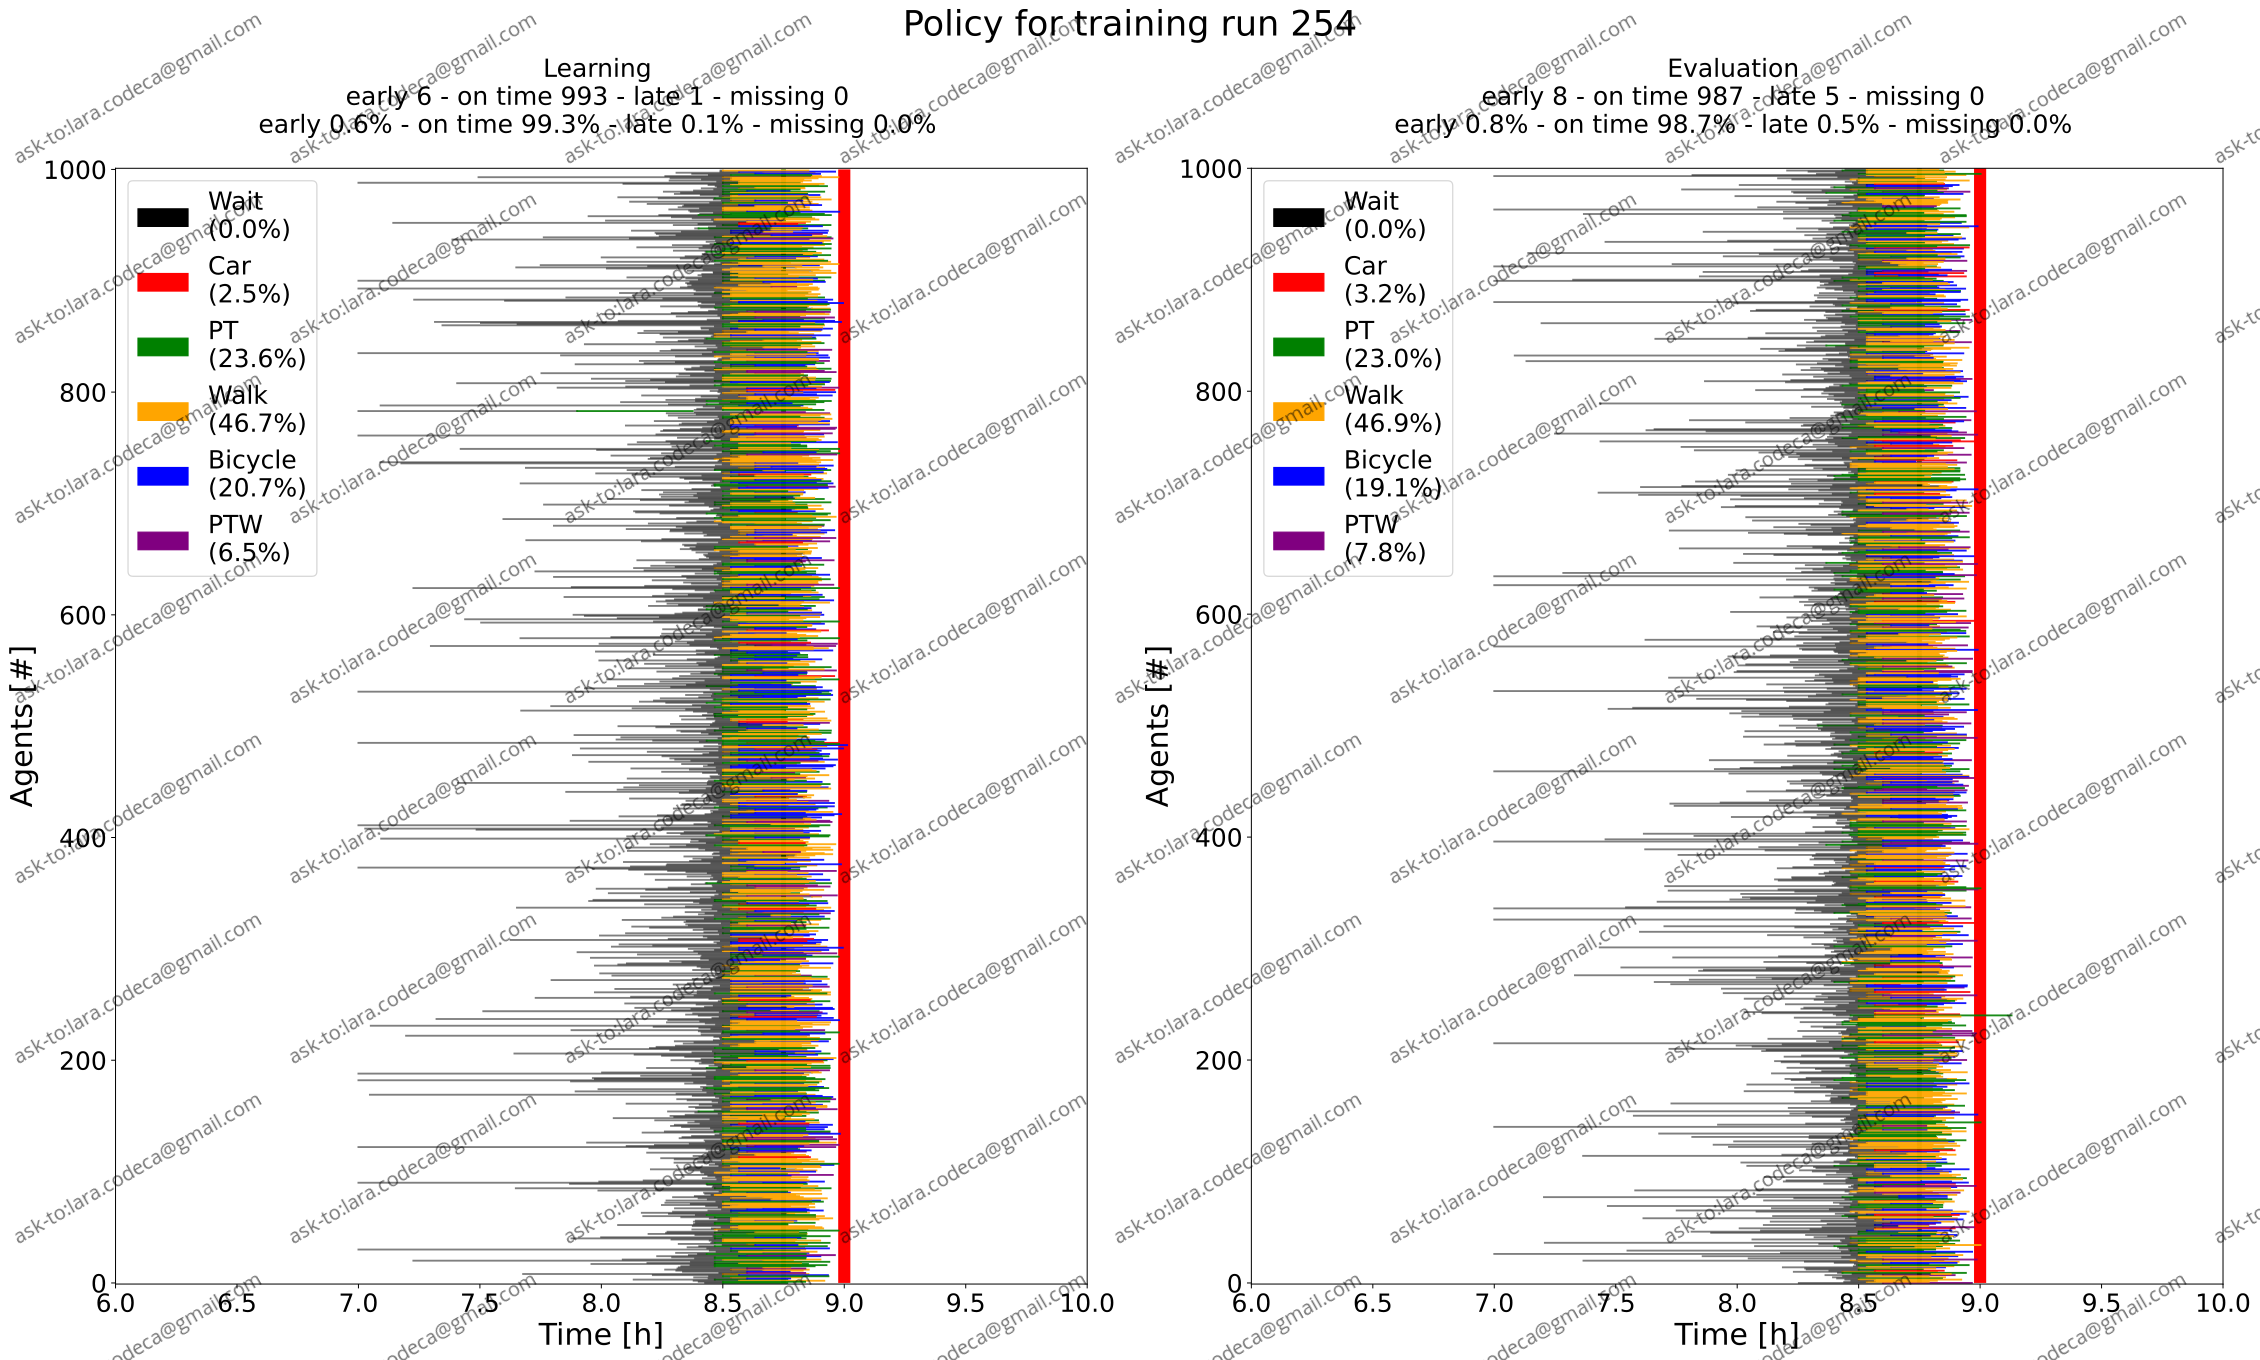 Policy for training run 254
Learning
early 6 - on time 993 - late 1 - missing 0
early 0.6% - on time 99.3% - late 0.1% - missing 0.0%
1000
800
600
400
200
0
Agents [#]
Wait
(0.0%)
Car
(2.5%)
PT
(23.6%)
Walk
(46.7%)
Bicycle
(20.7%)
PTW
(6.5%)
6.0 6.5 7.0 7.5 8.0 8.5 9.0 9.5 10.0
Time [h]
Evaluation
early 8 - on time 987 - late 5 - missing 0
early 0.8% - on time 98.7% - late 0.5% - missing 0.0%
1000
800
600
400
200
0
Agents [#]
Wait
(0.0%)
Car
(3.2%)
PT
(23.0%)
Walk
(46.9%)
Bicycle
(19.1%)
PTW
(7.8%)
6.0 6.5 7.0 7.5 8.0 8.5 9.0 9.5 10.0
Time [h]
ask-to:lara.codeca@gmail.com